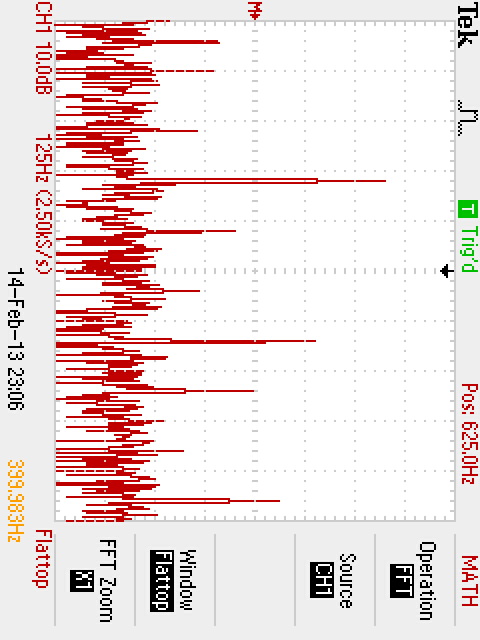 Tek T Trig'd Pos: 625.0Hz MATH
Operation
FFT
Source
CH1
Window
Flattop
FFT Zoom
X1
M
CH1 10.0dB 125Hz (2.50kS/s) Flattop
14-Feb-13 23:06 399.983Hz